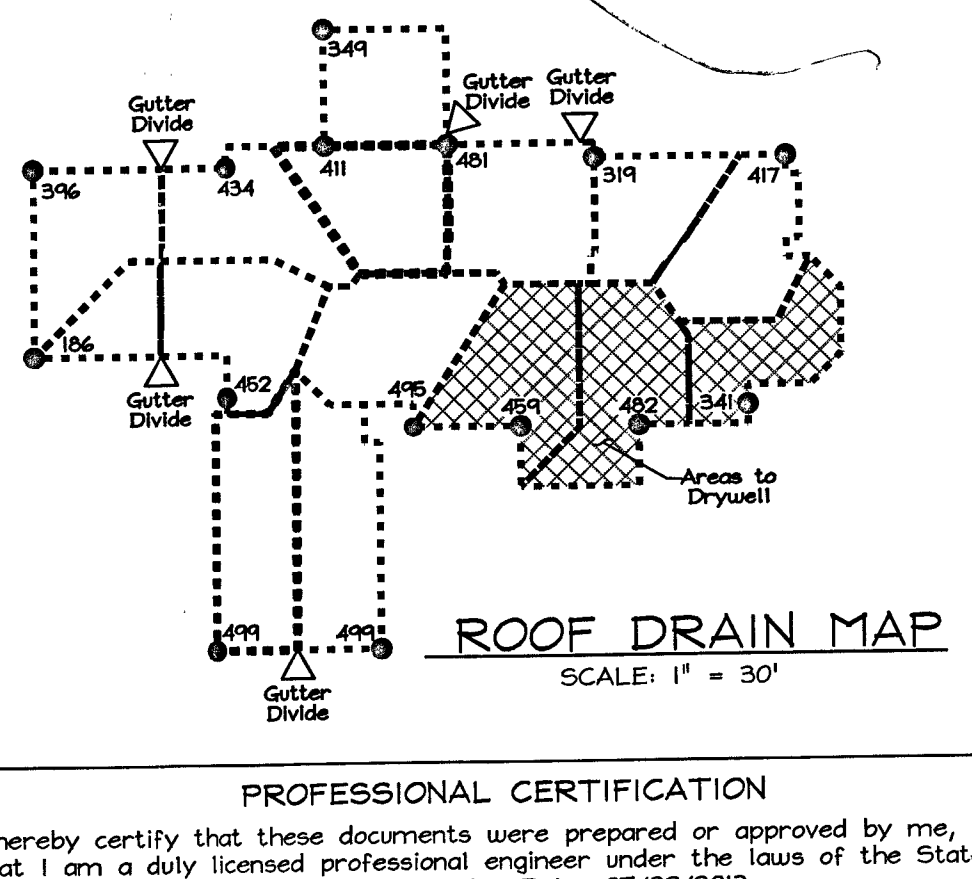 349
Gutter
Divide
Gutter
Divide
Gutter
Divide
411
481
396
434
319
417
186
452
495
459
482
341
Gutter
Divide
Areas to
Drywell
499
499
Gutter
Divide
ROOF DRAIN MAP
SCALE: 1" = 30'
PROFESSIONAL CERTIFICATION
hereby certify that these documents were prepared or approved by me,
at I am a duly licensed professional engineer under the laws of the Stat